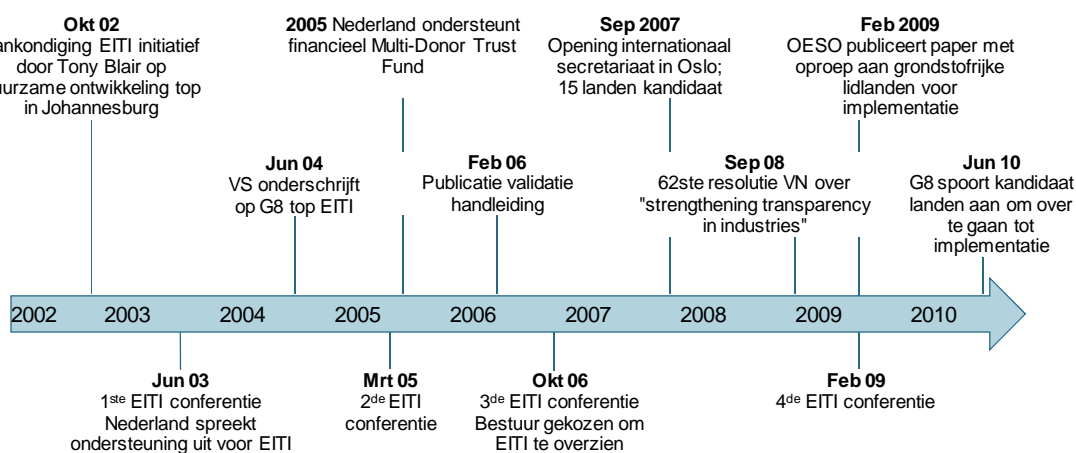 Okt 02
EITI initiatief
door Tony Blair op
ontwikkeling top
in Johannesburg
2005 Nederland ondersteunt
financieel Multi-Donor Trust
Fund
Sep 2007
Opening internationaal
secretariaat in Oslo;
15 landen kandidaat
Feb 2009
OESO publiceert paper met
oproep aan grondstofrijke
lidlanden voor
implementatie
Jun 04
VS onderschrijft
op G8 top EITI
Feb 06
Publicatie validatie
handleiding
Sep 08
62ste resolutie VN over
"strengthening transparency
in industries"
Jun 10
G8 spoort kandidaat
landen aan om over
te gaan tot
implementatie
2002 2003 2004 2005 2006 2007 2008 2009 2010
Jun 03
1ste EITI conferentie
Nederland spreekt
ondersteuning uit voor EITI
Mrt 05
2de EITI
conferentie
Okt 06
3de EITI conferentie
Bestuur gekozen om
EITI te overzien
Feb 09
4de EITI conferentie